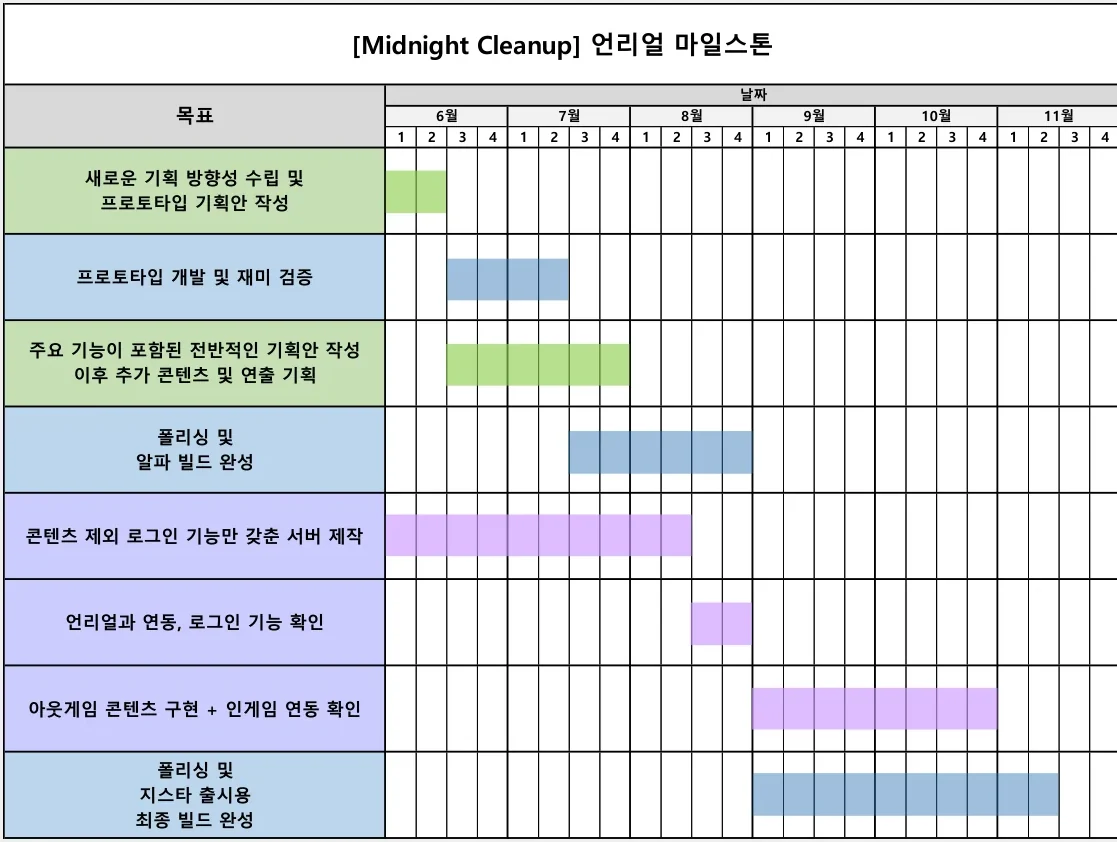 [Midnight Cleanup] 언리얼 마일스톤
목표
날짜
6월 7월 8월 9월 10월 11월
1 2 3 4 1 2 3 4 1 2 3 4 1 2 3 4 1 2 3 4 1 2 3 4
새로운 기획 방향성 수립 및
프로토타입 기획안 작성
프로토타입 개발 및 재미 검증
주요 기능이 포함된 전반적인 기획안 작성
이후 추가 콘텐츠 및 연출 기획
폴리싱 및
알파 빌드 완성
콘텐츠 제외 로그인 기능만 갖춘 서버 제작
언리얼과 연동, 로그인 기능 확인
아웃게임 콘텐츠 구현 + 인게임 연동 확인
폴리싱 및
지스타 출시용
최종 빌드 완성